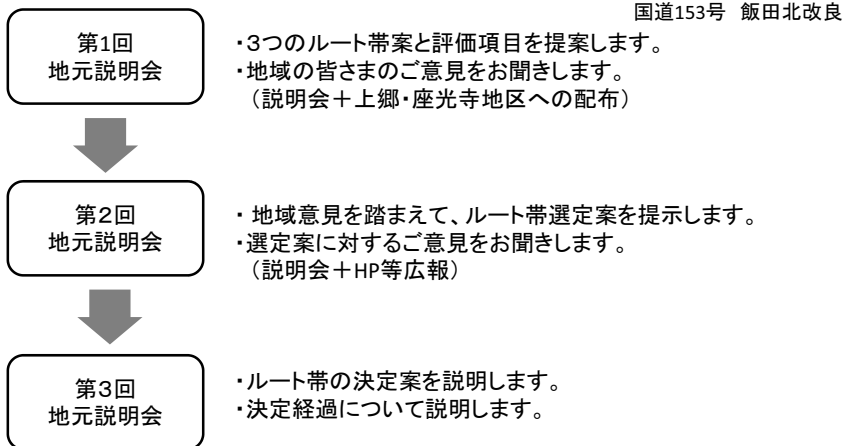 国道153号 飯田北改良
第1回
地元説明会
・3つのルート帯案と評価項目を提案します。
・地域の皆さまのご意見をお聞きします。
（説明会＋上郷・座光寺地区への配布）
第２回
地元説明会
・ 地域意見を踏まえて、ルート帯選定案を提示します。
・選定案に対するご意見をお聞きします。
（説明会＋HP等広報）
第３回
地元説明会
・ルート帯の決定案を説明します。
・決定経過について説明します。